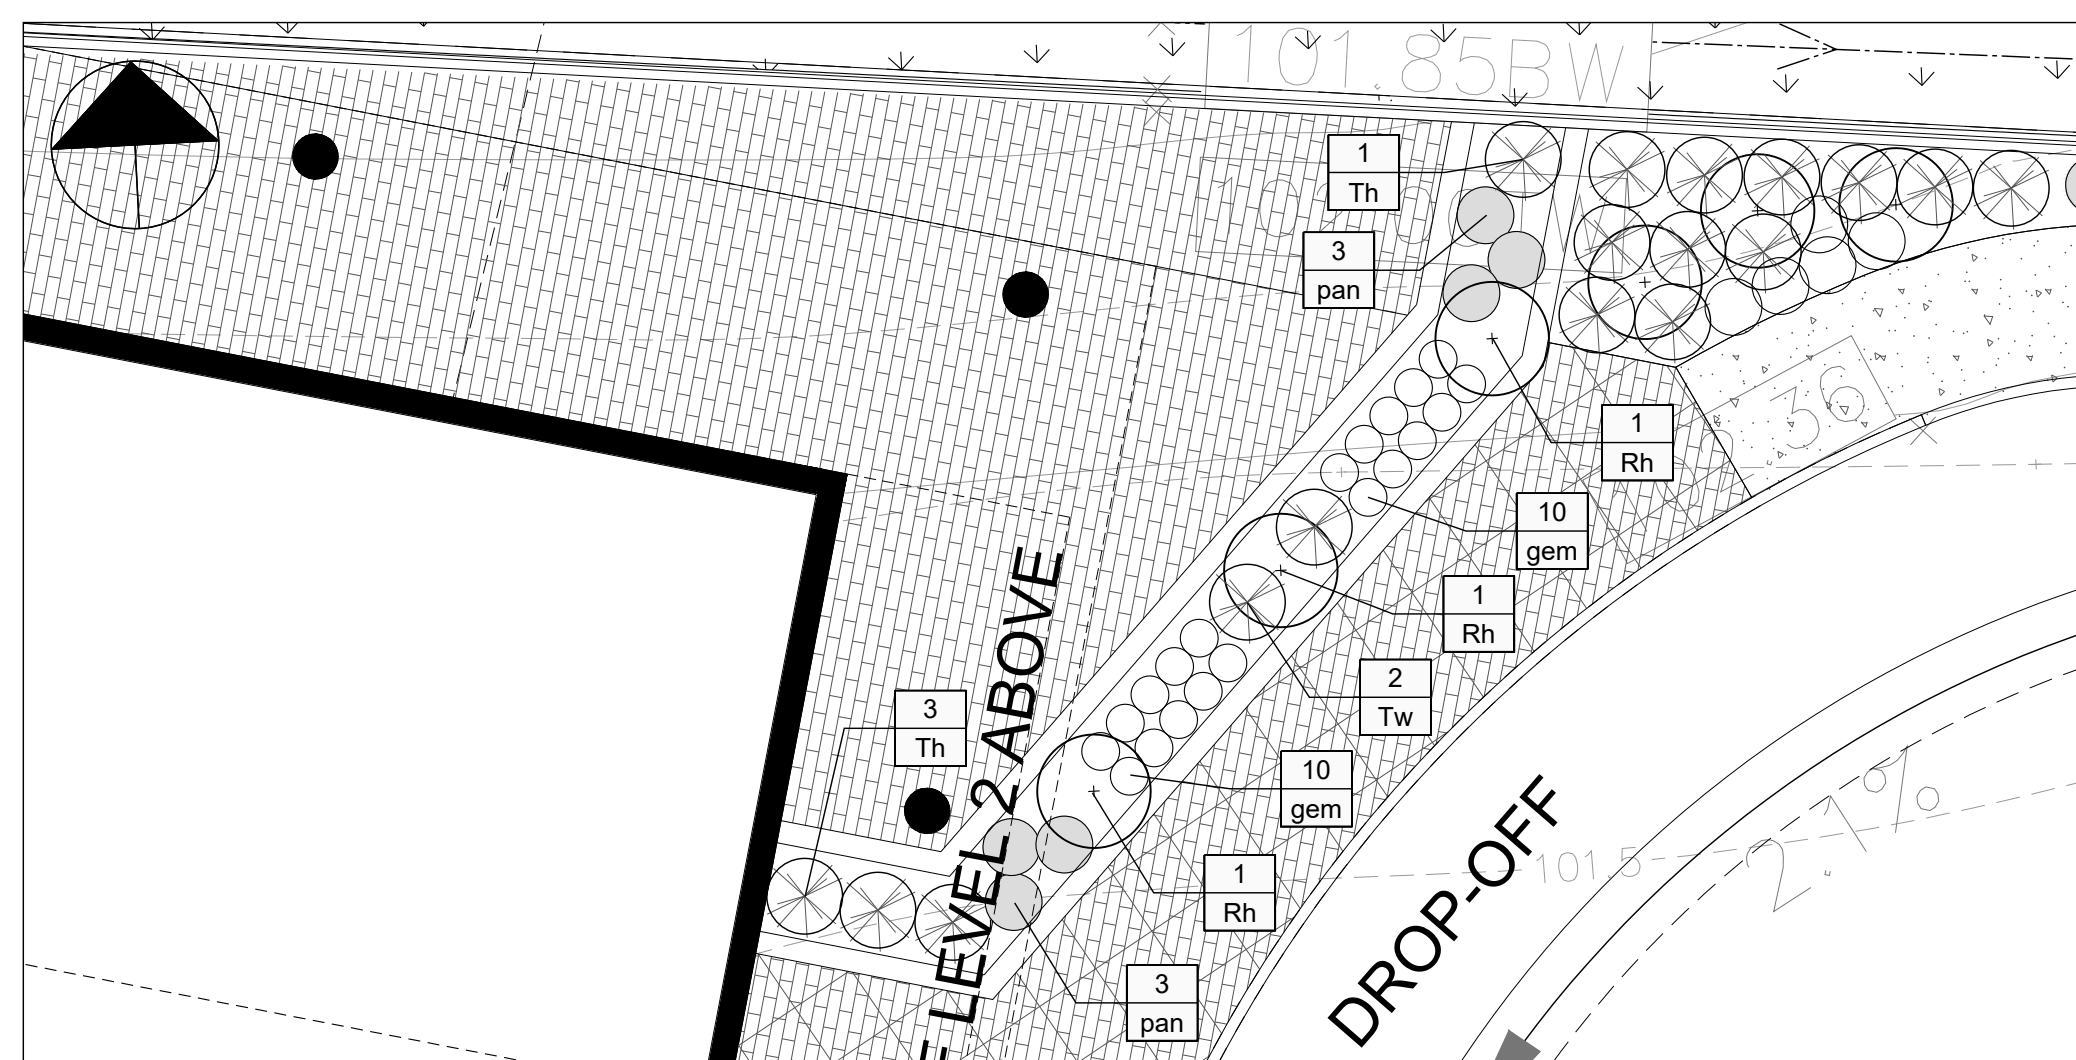 101.85BW
1
Th
3
pan
36
1
Rh
10
gem
1
Rh
2
Tw
3
Th
10
gem
1
Rh
3
pan
LEVEL 2 ABOVE
DROP-OFF
101.5
2.1%